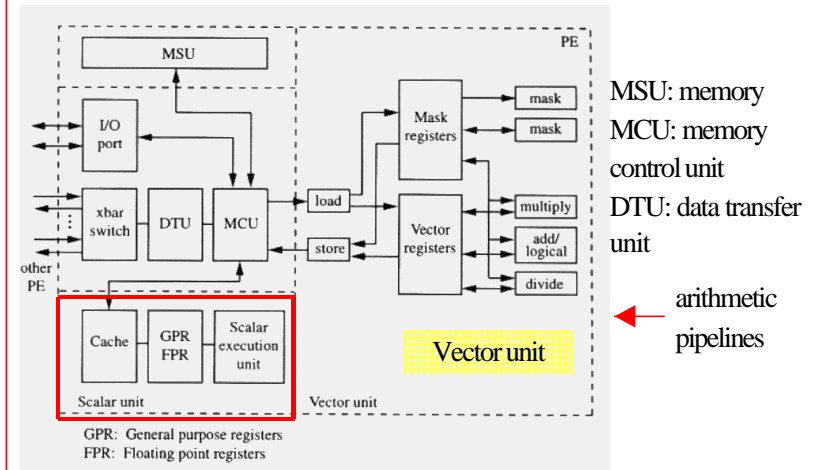 PE
MSU
I/O
port
xbar
switch
DTU
MCU
other
PE
load
store
Mask
registers
Vector
registers
mask
mask
multiply
add/
logical
divide
Cache
GPR
FPR
Scalar
execution
unit
Scalar unit
Vector unit
Vector unit
GPR: General purpose registers
FPR: Floating point registers
MSU: memory
MCU: memory
control unit
DTU: data transfer
unit
arithmetic
pipelines